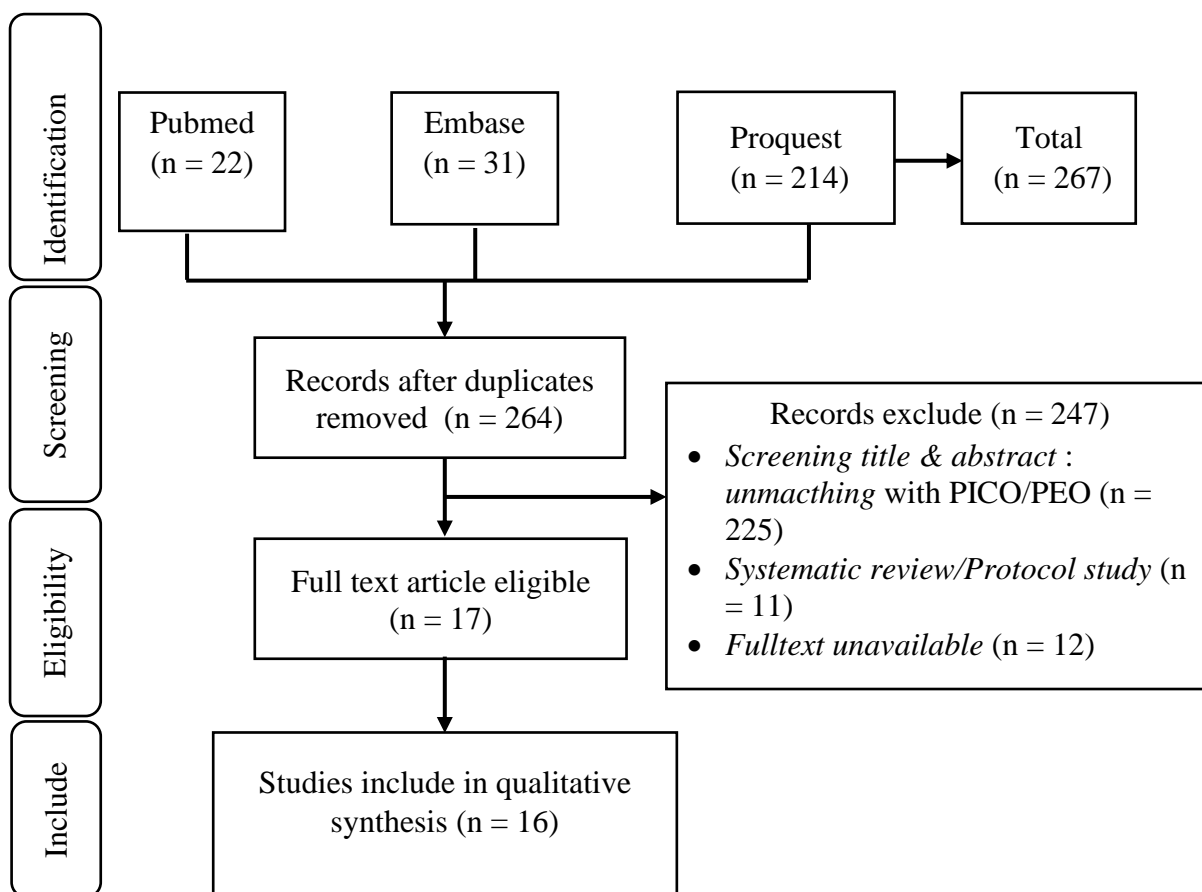 Identification
Pubmed
(n = 22)
Embase
(n = 31)
Proquest
(n = 214)
Total
(n = 267)
Screening
Records after duplicates
removed (n = 264)
Records exclude (n = 247)
• Screening title & abstract :
unmacthing with PICO/PEO (n =
225)
• Systematic review/Protocol study (n
= 11)
• Fulltext unavailable (n = 12)
Eligibility
Full text article eligible
(n = 17)
Include
Studies include in qualitative
synthesis (n = 16)